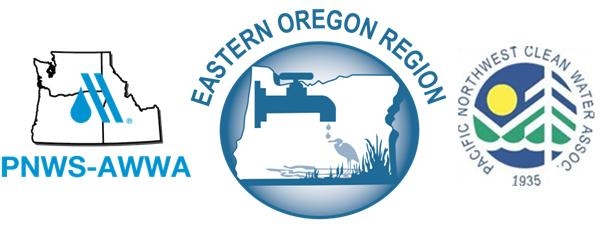 PNWS-AWWA
®
EASTERN OREGON REGION
PACIFIC NORTHWEST CLEAN WATER ASSOC.
1935